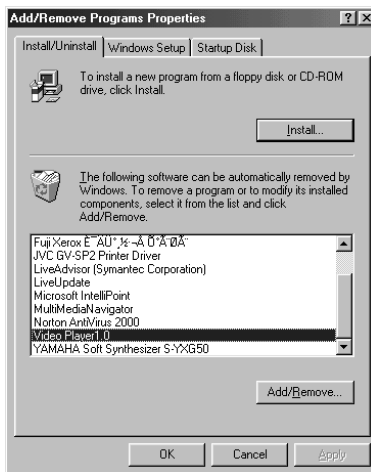 Add/Remove Programs Properties
Install/Uninstall
Windows Setup
Startup Disk
To install a new program from a floppy disk or CD-ROM
drive, click Install.
Install...
The following software can be automatically removed by
Windows. To remove a program or to modify its installed
components, select it from the list and click
Add/Remove.
Fuji Xerox
JVC GV-SP2 Printer Driver
LiveAdvisor (Symantec Corporation)
LiveUpdate
Microsoft IntelliPoint
MultiMediaNavigator
Norton AntiVirus 2000
Video Player1.0
YAMAHA Soft Synthesizer S-YXG50
Add/Remove...
OK
Cancel
Apply